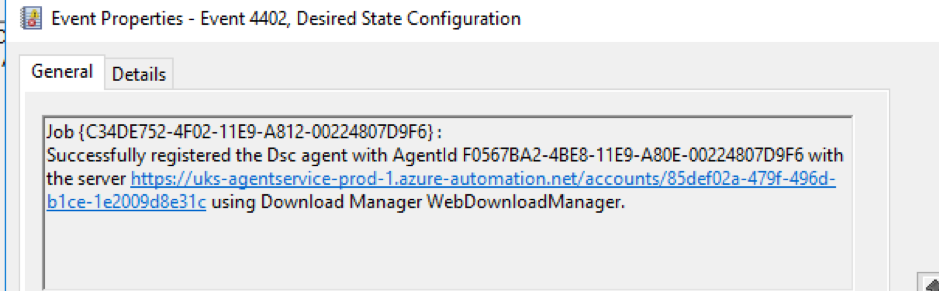 Event Properties - Event 4402, Desired State Configuration
General
Details
Job {C34DE752-4F02-11E9-A812-00224807D9F6} :
Successfully registered the Dsc agent with AgentId F0567BA2-4BE8-11E9-A80E-00224807D9F6 with
the server https://uks-agentservice-prod-1.azure-automation.net/accounts/85def02a-479f-496d-
b1ce-1e2009d8e31c using Download Manager WebDownloadManager.